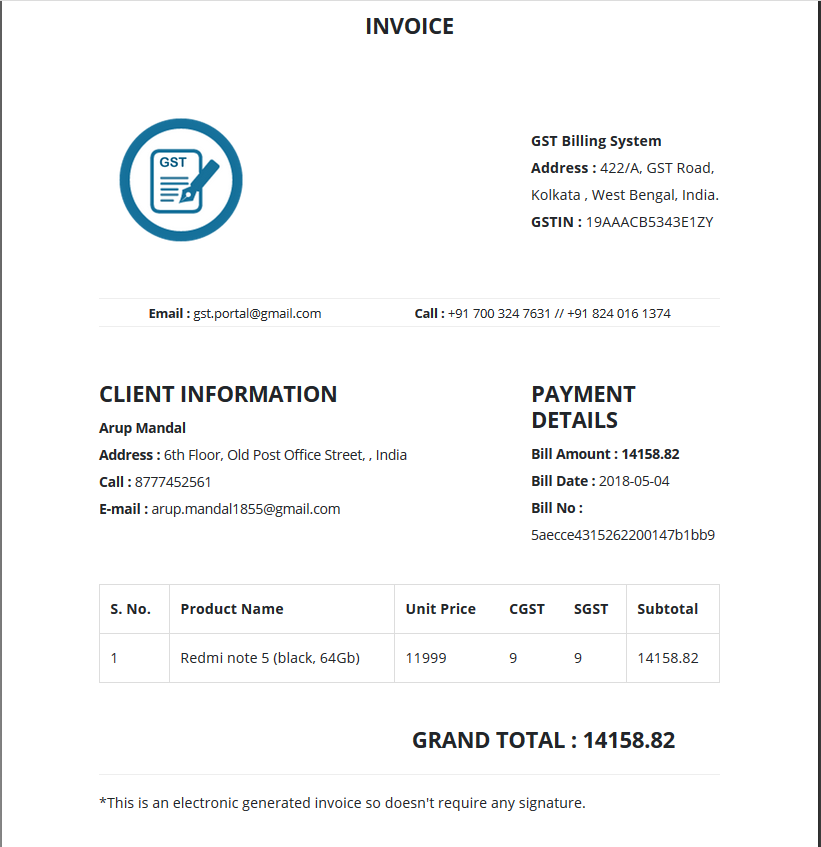 INVOICE
GST
GST Billing System
Address : 422/A, GST Road,
Kolkata , West Bengal, India.
GSTIN : 19AAACB5343E1ZY
Email : gst.portal@gmail.com Call : +91 700 324 7631 // +91 824 016 1374
CLIENT INFORMATION
Arup Mandal
Address : 6th Floor, Old Post Office Street, , India
Call : 8777452561
E-mail : arup.mandal1855@gmail.com
PAYMENT
DETAILS
Bill Amount : 14158.82
Bill Date : 2018-05-04
Bill No :
5aecce4315262200147b1bb9
S. No. Product Name Unit Price CGST SGST Subtotal
1 Redmi note 5 (black, 64Gb) 11999 9 9 14158.82
GRAND TOTAL : 14158.82
*This is an electronic generated invoice so doesn't require any signature.